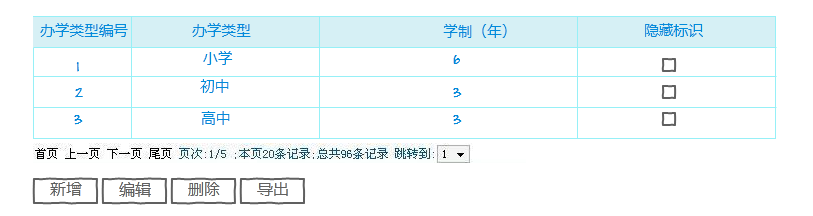 办学类型编号 办学类型 学制（年） 隐藏标识
1 小学 6
2 初中 3
3 高中 3
首页 上一页 下一页 尾页 页次:1/5 ;本页20条记录;总共96条记录 跳转到: 1
新增 编辑 删除 导出